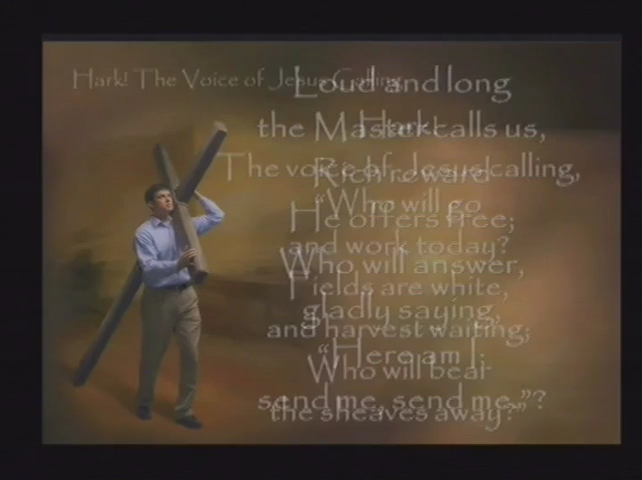 Hark! The Voice of Jesus Calling
Hark!
The voice of Jesus calling,
"Who will go
and work today?
Fields are white,
and harvest waiting;
Who will bear
the sheaves away?"
Loud and long
the Master calls us,
Rich reward
He offers free;
Who will answer,
gladly saying,
"Here am I;
send me, send me."?